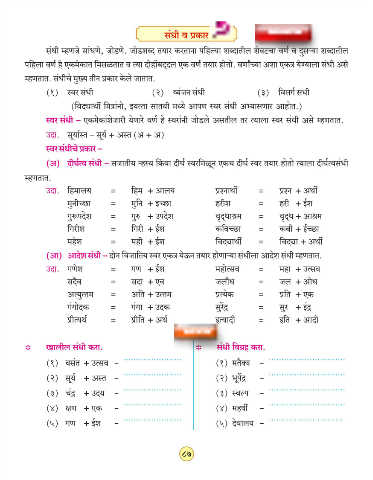 संधी व प्रकार
संधी म्हणजे सांधणे, जोडणे. जोडशब्द तयार करताना पहिल्या शब्दातील शेवटचा वर्ण व दुसऱ्या शब्दातील
पहिला वर्ण हे एकमेकांत मिसळतात व त्या दोहोंबद्दल एक वर्ण तयार होतो. वर्णांच्या अशा एकत्र येण्याला संधी असे
म्हणतात. संधीचे मुख्य तीन प्रकार केले जातात.
(१) स्वर संधी (२) व्यंजन संधी (३) विसर्ग संधी
(विद्यार्थी मित्रांनो, इयत्ता सातवी मध्ये आपण स्वर संधी अभ्यासणार आहोत.)
स्वर संधी – एकमेकांशेजारी येणारे वर्ण हे स्वरांनी जोडले असतील तर त्याला स्वर संधी असे म्हणतात.
उदा. सूर्यास्त – सूर्य + अस्त (अ + अ)
स्वर संधीचे प्रकार –
(अ) दीर्घत्व संधी – सजातीय ऱ्हस्व किंवा दीर्घ स्वरांमिळून एकच दीर्घ स्वर तयार होतो त्याला दीर्घत्वसंधी
म्हणतात.
उदा. हिमालय = हिम + आलय प्रश्नार्थी = प्रश्न + अर्थी
मुनीच्छा = मुनि + इच्छा हरीश = हरी + ईश
गुरूपदेश = गुरु + उपदेश वृद्धाश्रम = वृद्ध + आश्रम
गिरीश = गिरी + ईश कवीच्छा = कवी + ईच्छा
महेश = मही + ईश विद्यार्थी = विद्या + अर्थी
(आ) आदेश संधी – दोन विजातिय स्वर एकत्र येऊन तयार होणाऱ्या संधीला आदेश संधी म्हणतात.
उदा. गणेश = गण + ईश महोत्सव = महा + उत्सव
सदैव = सदा + एव जलौघ = जल + ओघ
अत्युत्तम = अति + उत्तम प्रत्येक = प्रति + एक
गंगोदक = गंगा + उदक सुरेंद्र = सुर + इंद्र
प्रीत्यर्थ = प्रीति + अर्थ इत्यादी = इति + आदी
खालील संधी करा. संधी विग्रह करा.
(१) वसंत + उत्सव – (१) मतैक्य –
(२) सूर्य + अस्त – (२) भूपेंद्र –
(३) चंद्र + उदय – (३) स्वल्प –
(४) क्षण + एक – (४) महर्षी –
(५) गण + ईश – (५) देवालय –
८७